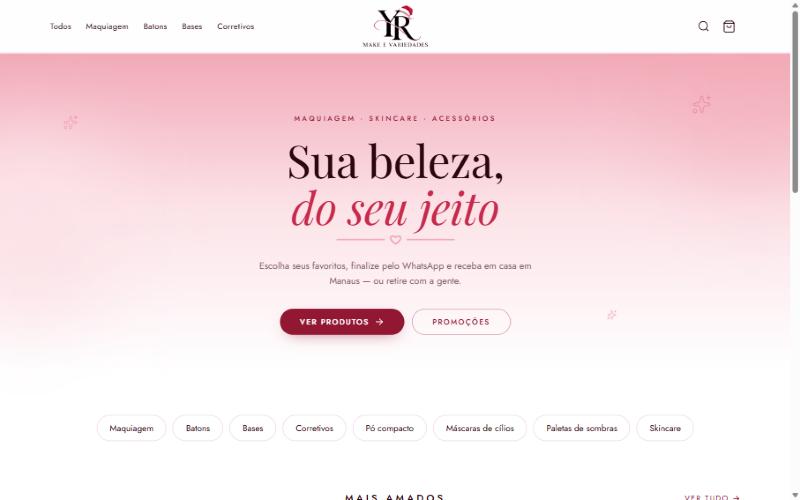 Todos
Maquiagem
Batons
Bases
Corretivos
YR
MAKE E VARIEDADES
MAQUIAGEM · SKINCARE · ACESSÓRIOS
Sua beleza,
do seu jeito
Escolha seus favoritos, finalize pelo WhatsApp e receba em casa em
Manaus — ou retire com a gente.
VER PRODUTOS →
PROMOÇÕES
Maquiagem
Batons
Bases
Corretivos
Pó compacto
Máscaras de cílios
Paletas de sombras
Skincare
MAIS AMADOS
VER TUDO →